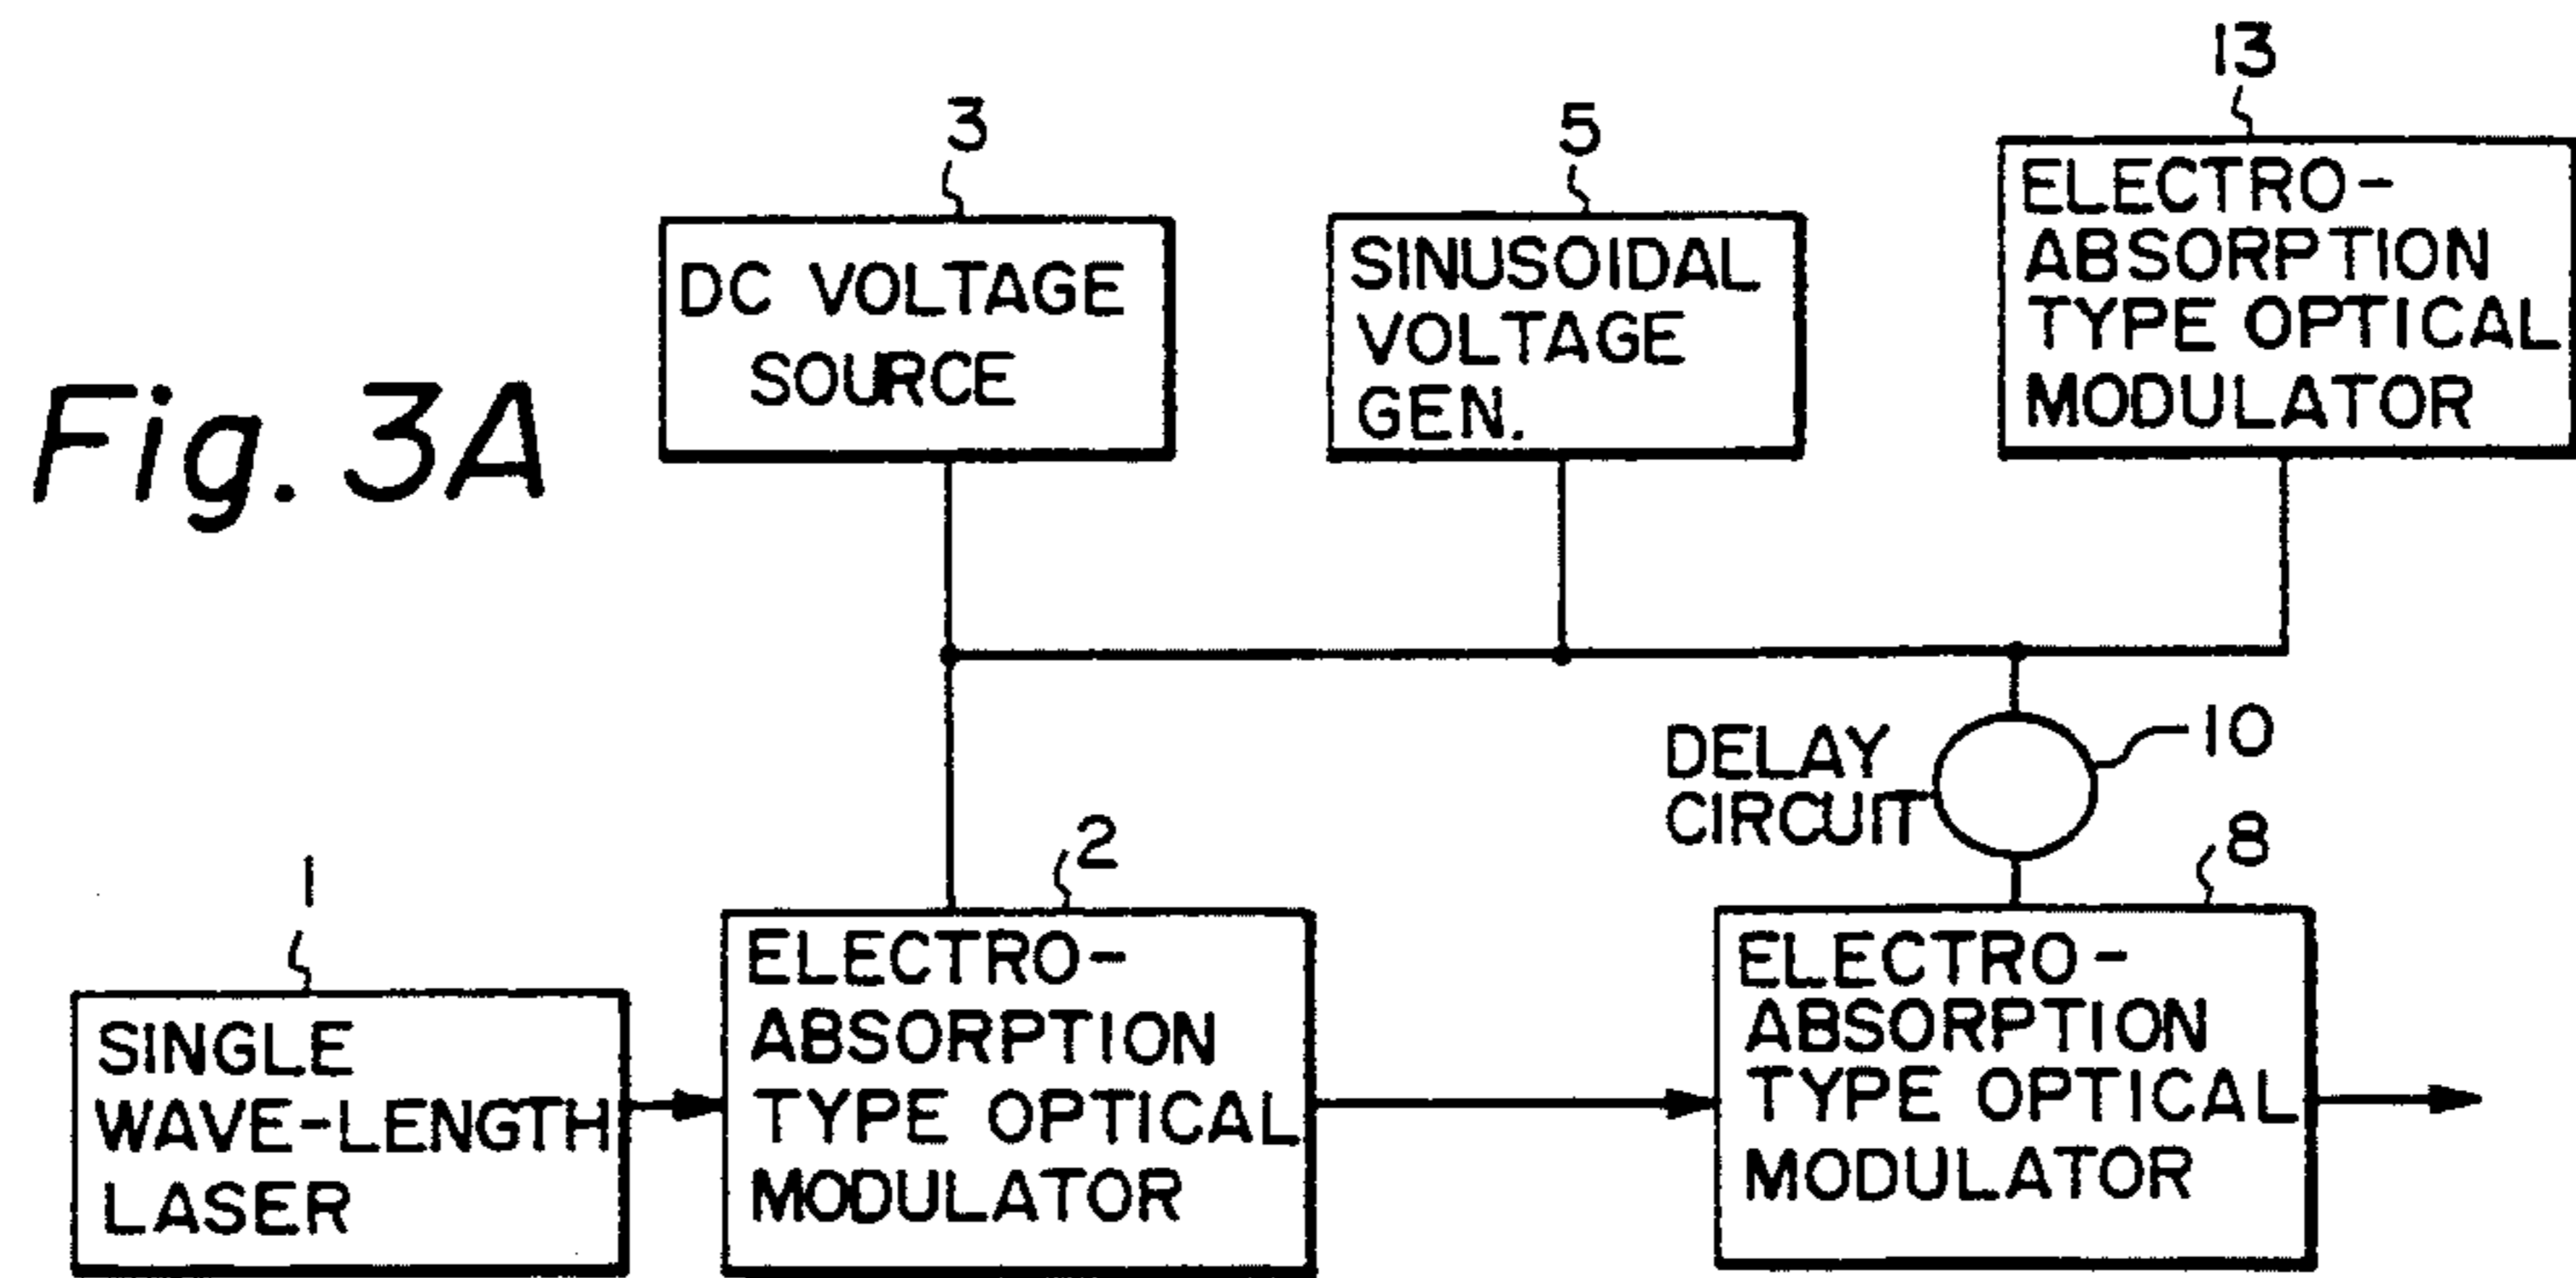 Fig. 3A
3
DC VOLTAGE
SOURCE
5
SINUSOIDAL
VOLTAGE
GEN.
13
ELECTRO-
ABSORPTION
TYPE OPTICAL
MODULATOR
DELAY
CIRCUIT
10
1
SINGLE
WAVE-LENGTH
LASER
2
ELECTRO-
ABSORPTION
TYPE OPTICAL
MODULATOR
8
ELECTRO-
ABSORPTION
TYPE OPTICAL
MODULATOR